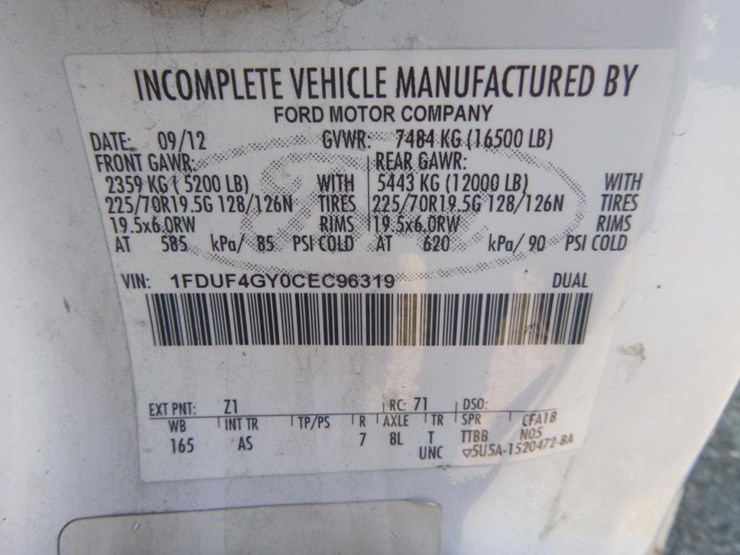 INCOMPLETE VEHICLE MANUFACTURED BY
FORD MOTOR COMPANY
DATE: 09/12 GVWR: 7484 KG (16500 LB)
FRONT GAWR: REAR GAWR:
2359 KG ( 5200 LB) WITH 5443 KG (12000 LB) WITH
225/70R19.5G 128/126N TIRES 225/70R19.5G 128/126N TIRES
19.5x6.0RW RIMS 19.5x6.0RW RIMS
AT 585 kPa/ 85 PSI COLD AT 620 kPa/ 90 PSI COLD
VIN: 1FDUF4GY0CEC96319 DUAL
EXT PNT: Z1 RC: 71 DSO:
WB INT TR TP/PS R AXLE TR SPR CFA18
165 AS 7 8L T TTBB N05
UNC ▽5U5A-1520472-BA